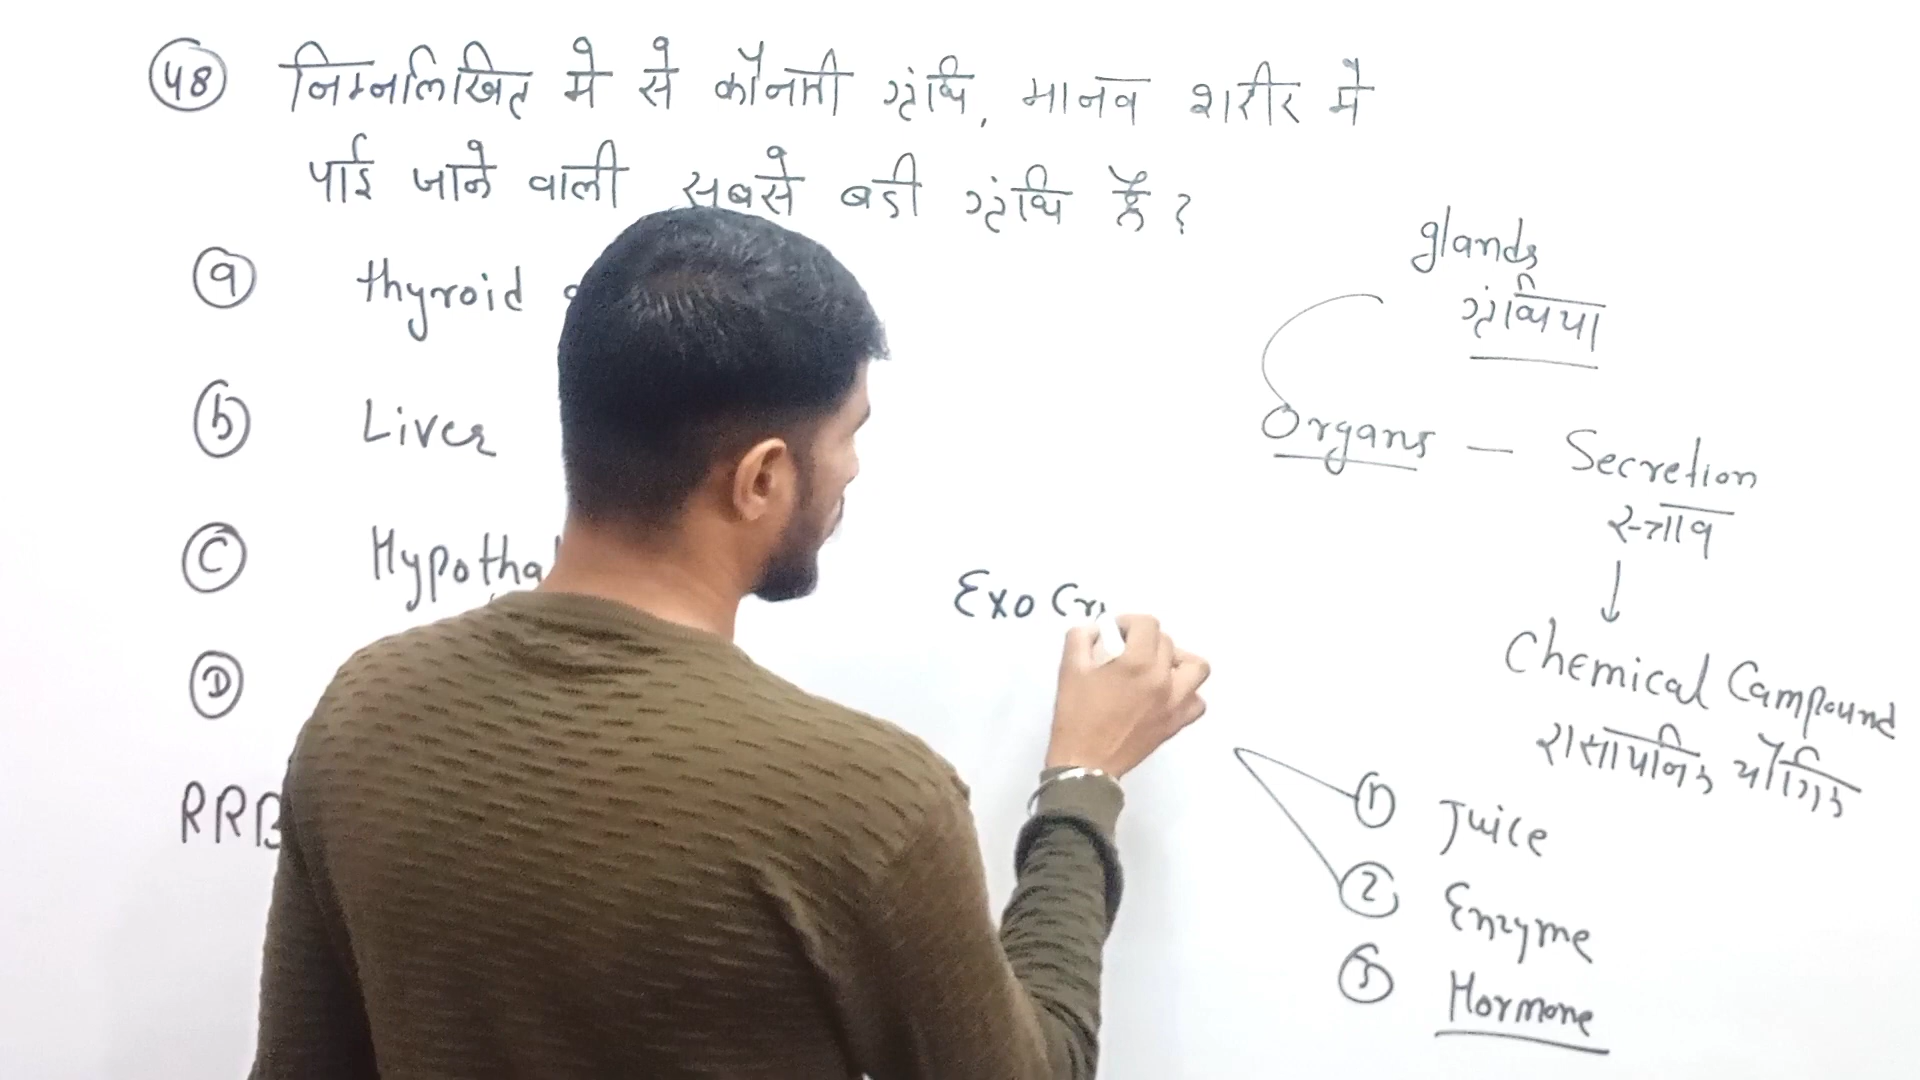 48 निम्नलिखित मे से कौनसी ग्रंथि, मानव शरीर मे
पाई जाने वाली सबसे बडी ग्रंथि है ?
a thyroid
b Liver
C Hypotha
D
RRB
glands
ग्रंथिया
Organs – Secretion
स्त्राव
↓
Chemical Campound
रासायनिक यौगिक
Exo Cr
1 Juice
2 Enzyme
3 Hormone